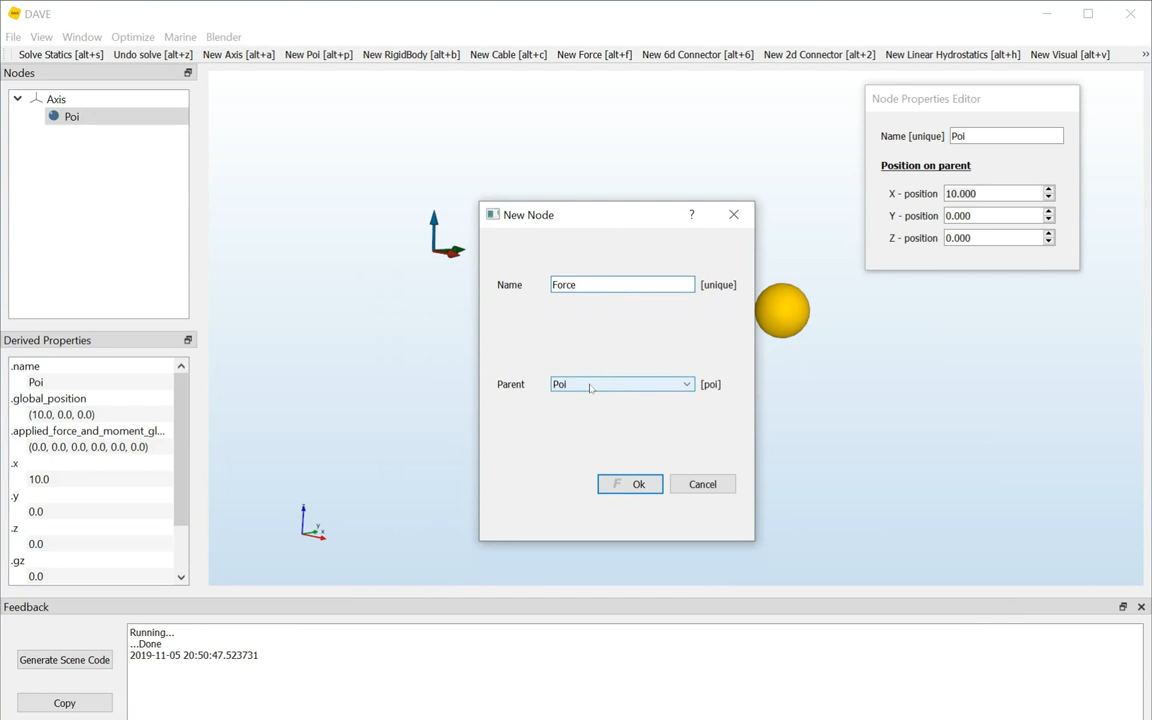 DAVE
File View Window Optimize Marine Blender
Solve Statics [alt+s] Undo solve [alt+z] New Axis [alt+a] New Poi [alt+p] New RigidBody [alt+b] New Cable [alt+c] New Force [alt+f] New 6d Connector [alt+6] New 2d Connector [alt+2] New Linear Hydrostatics [alt+h] New Visual [alt+v] »
Nodes
Axis
Poi
Node Properties Editor
Name [unique] Poi
Position on parent
X - position 10.000
Y - position 0.000
Z - position 0.000
New Node ?
Name Force [unique]
Parent Poi [poi]
F Ok Cancel
Derived Properties
.name
Poi
.global_position
(10.0, 0.0, 0.0)
.applied_force_and_moment_gl...
(0.0, 0.0, 0.0, 0.0, 0.0, 0.0)
.x
10.0
.y
0.0
.z
0.0
.gz
0.0
z
y
x
Feedback
Running...
...Done
2019-11-05 20:50:47.523731
Generate Scene Code
Copy